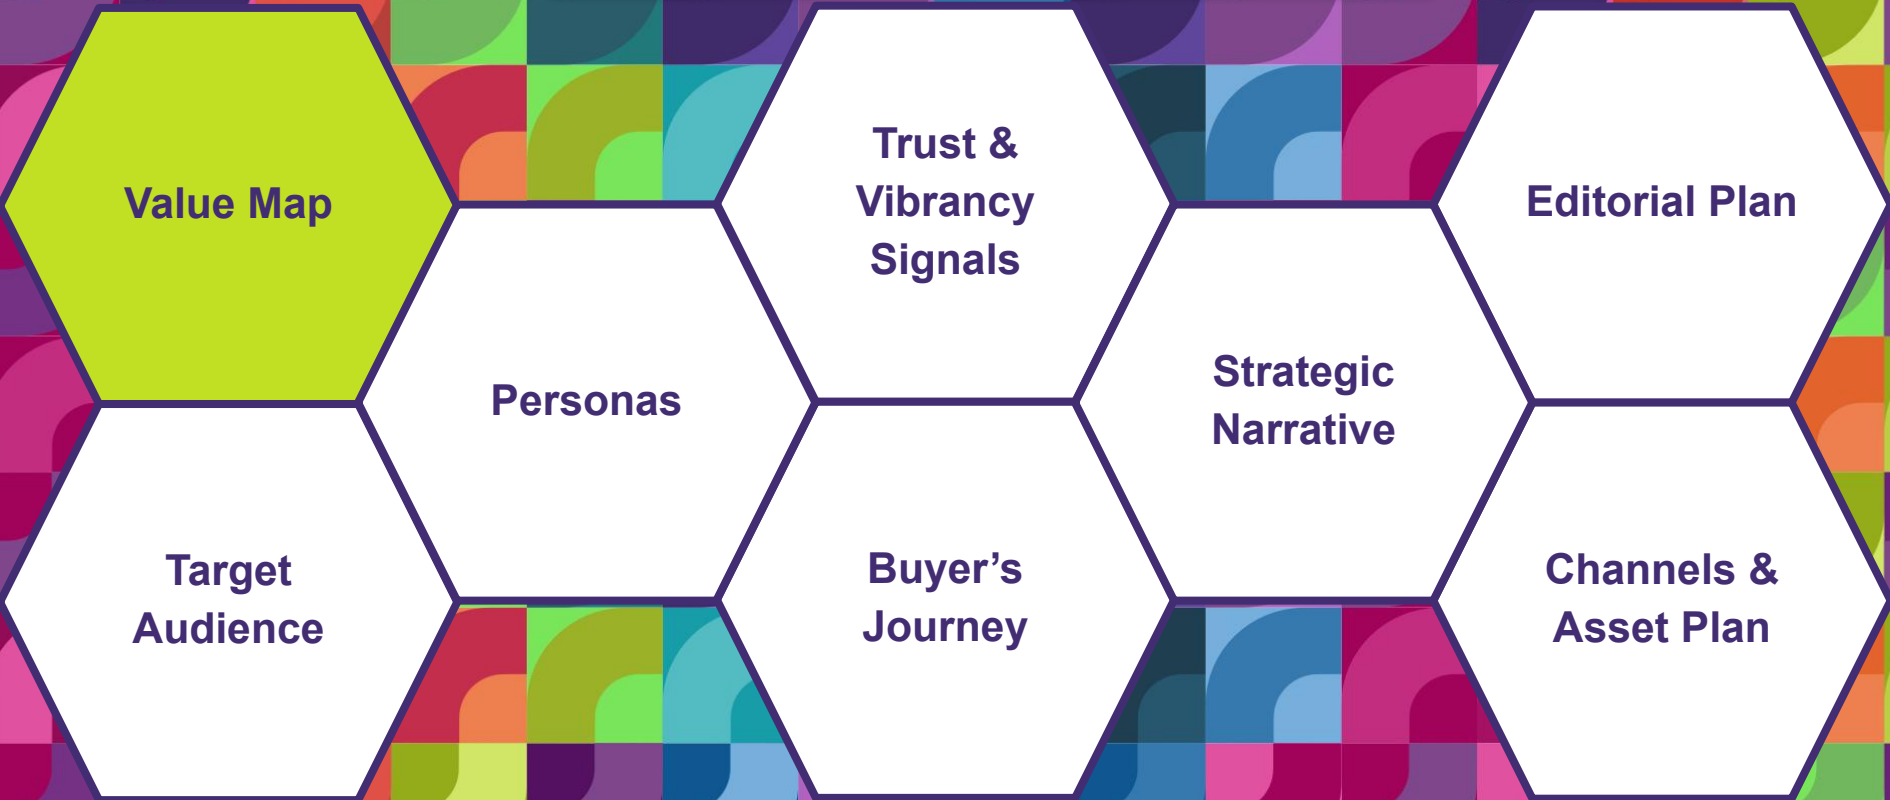 Value Map
Target
Audience
Personas
Trust &
Vibrancy
Signals
Buyer’s
Journey
Strategic
Narrative
Editorial Plan
Channels &
Asset Plan